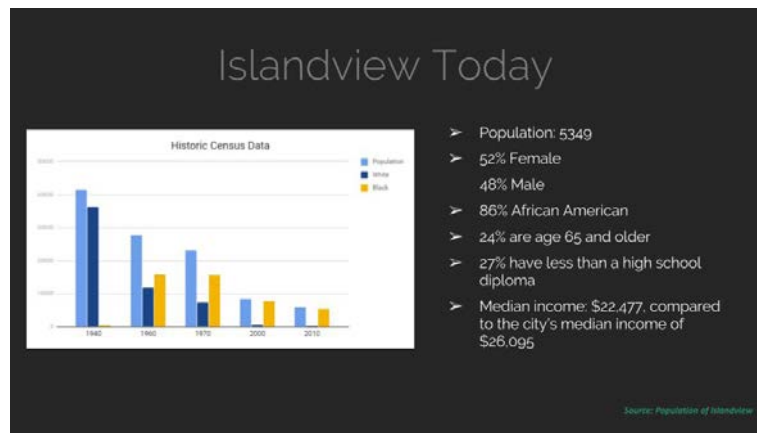 Islandview Today
Historic Census Data
Population
White
Black
0
1940
1960
1970
2000
2010
➢ Population: 5349
➢ 52% Female
48% Male
➢ 86% African American
➢ 24% are age 65 and older
➢ 27% have less than a high school
diploma
➢ Median income: $22,477, compared
to the city's median income of
$26,095
Source: Population of Islandview